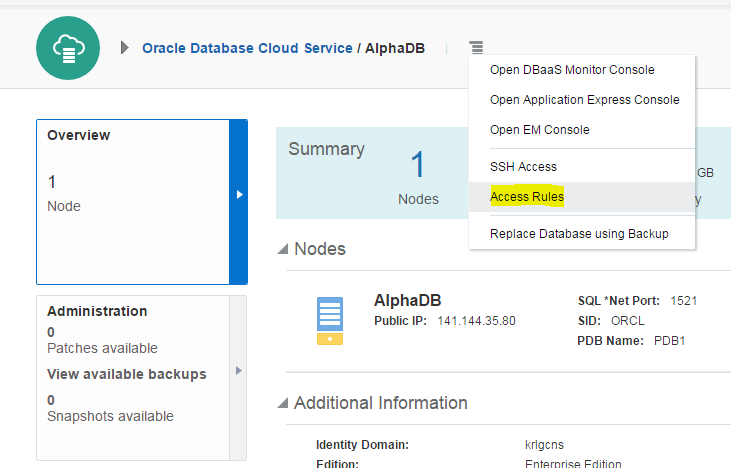 Oracle Database Cloud Service / AlphaDB
Open DBaaS Monitor Console
Open Application Express Console
Open EM Console
SSH Access
Access Rules
Replace Database using Backup
Overview
1
Node
Summary
1
Nodes
GB
Administration
0
Patches available
View available backups
0
Snapshots available
Nodes
AlphaDB
Public IP: 141.144.35.80
SQL *Net Port: 1521
SID: ORCL
PDB Name: PDB1
Additional Information
Identity Domain: krlgcns
Edition: Enterprise Edition